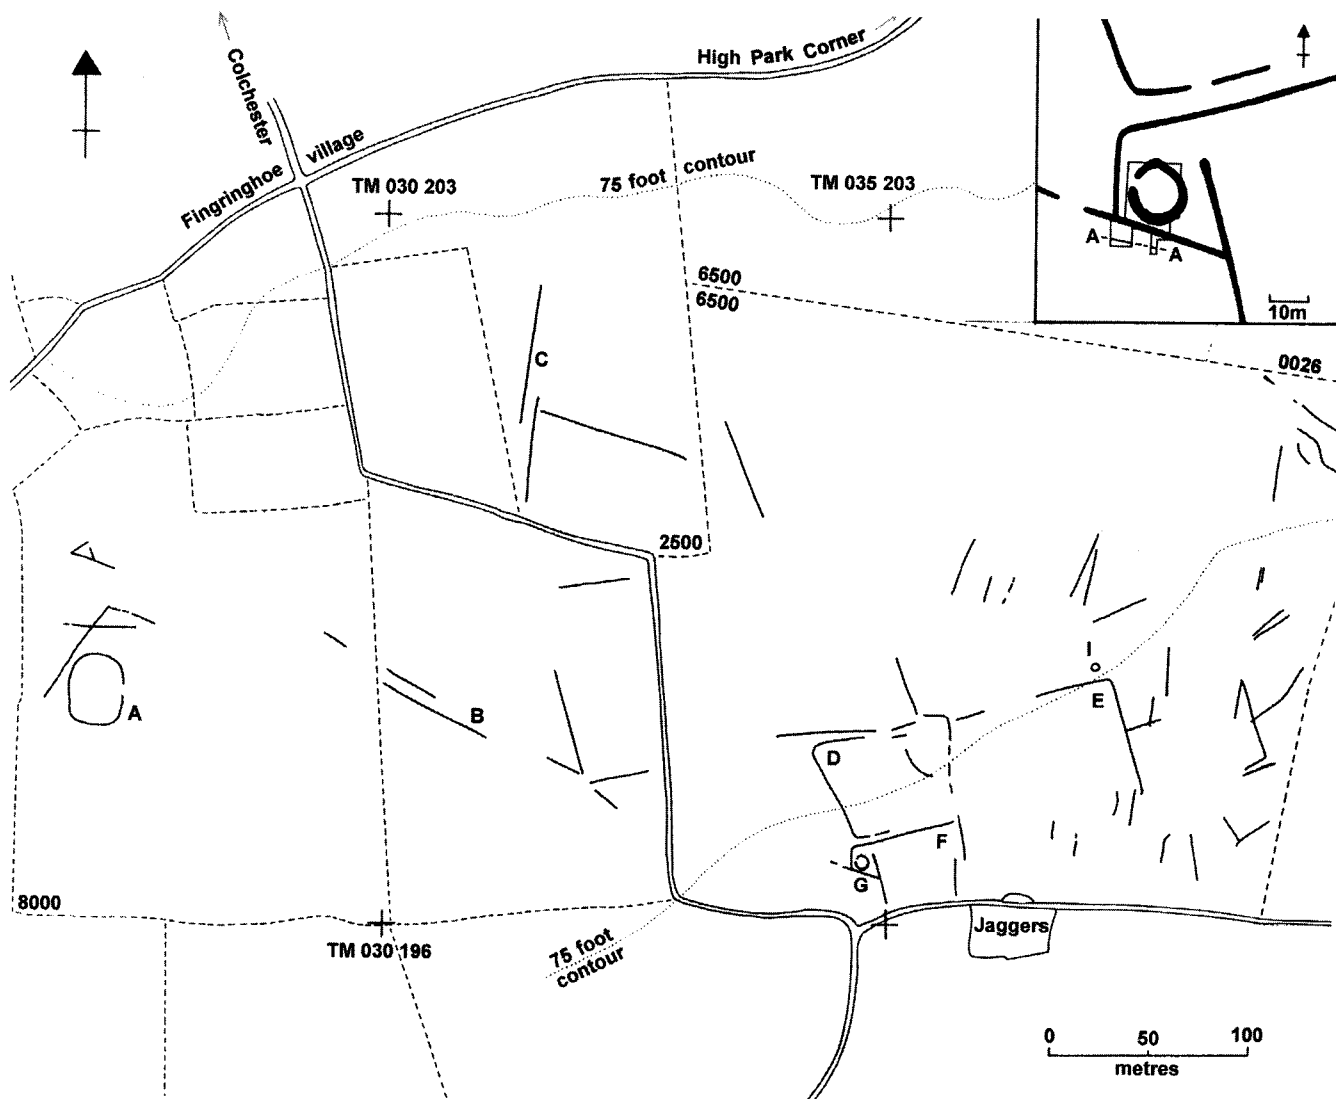 High Park Corner
Colchester
Fingringhoe village
TM 030 203
75 foot contour
TM 035 203
A
A
10m
6500
6500
0026
C
2500
I
E
A
B
D
F
G
8000
TM 030 196
75 foot
contour
Jaggers
0 50 100
metres